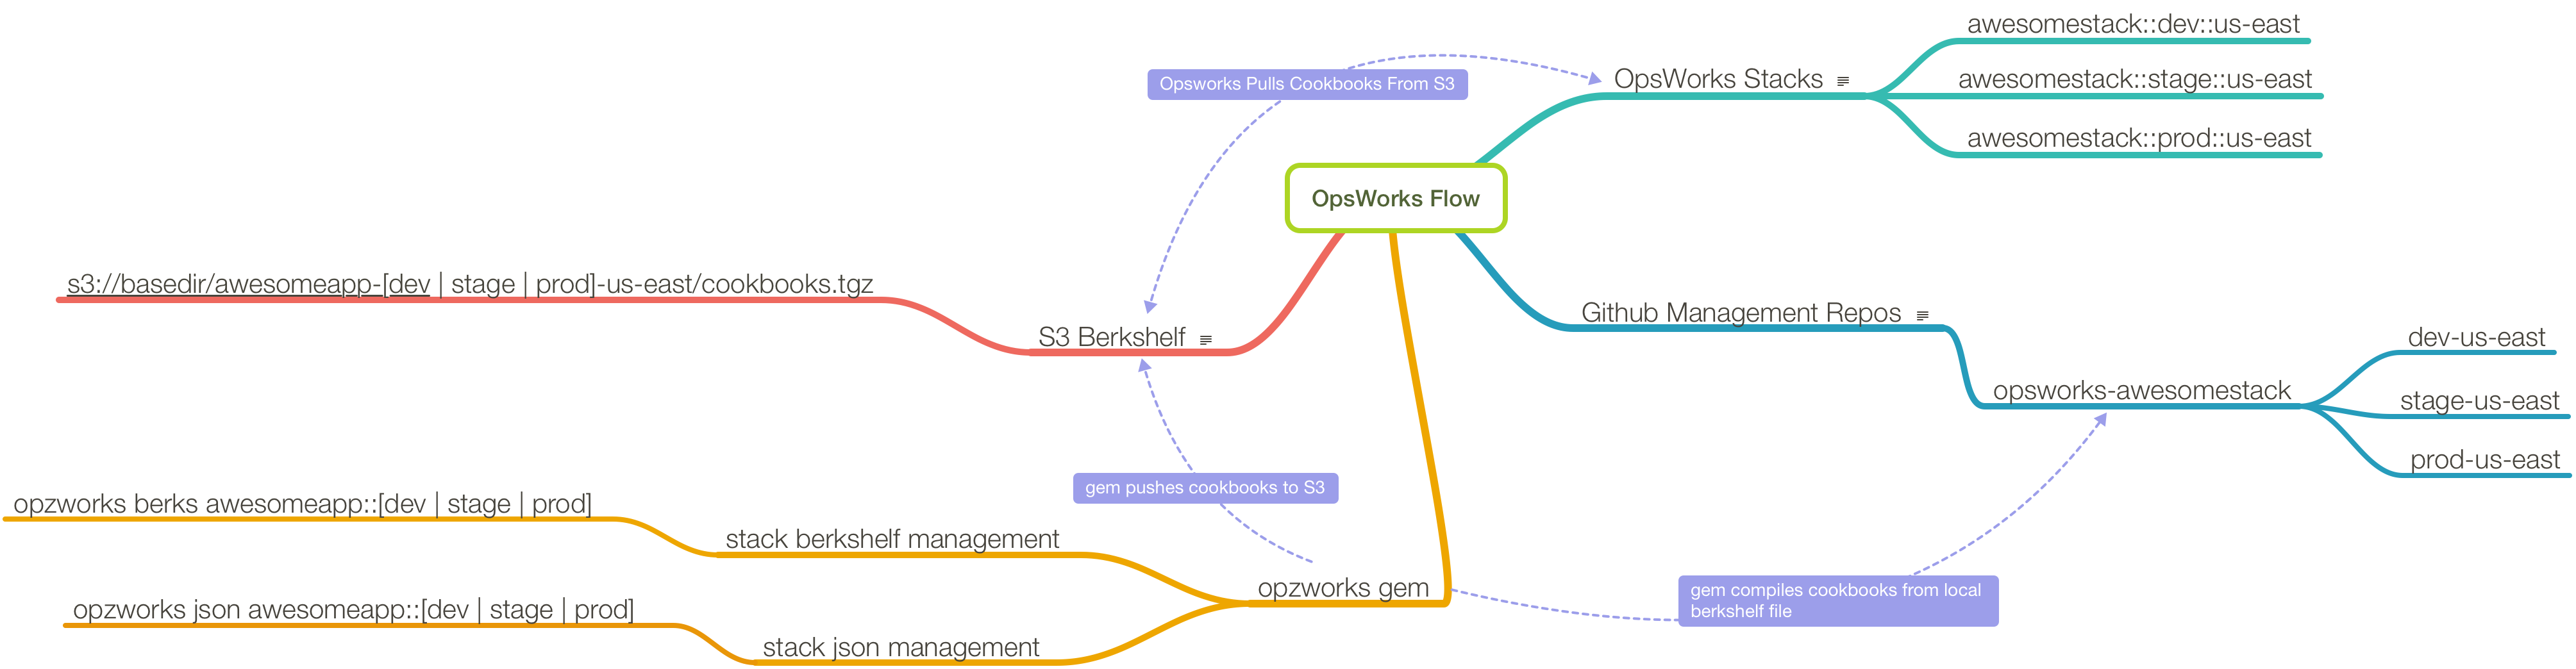 awesomestack::dev::us-east
OpsWorks Stacks
awesomestack::stage::us-east
Opsworks Pulls Cookbooks From S3
awesomestack::prod::us-east
OpsWorks Flow
s3://basedir/awesomeapp-[dev | stage | prod]-us-east/cookbooks.tgz
S3 Berkshelf
Github Management Repos
dev-us-east
opsworks-awesomestack
stage-us-east
prod-us-east
gem pushes cookbooks to S3
opzworks berks awesomeapp::[dev | stage | prod]
stack berkshelf management
opzworks gem
gem compiles cookbooks from local
berkshelf file
opzworks json awesomeapp::[dev | stage | prod]
stack json management